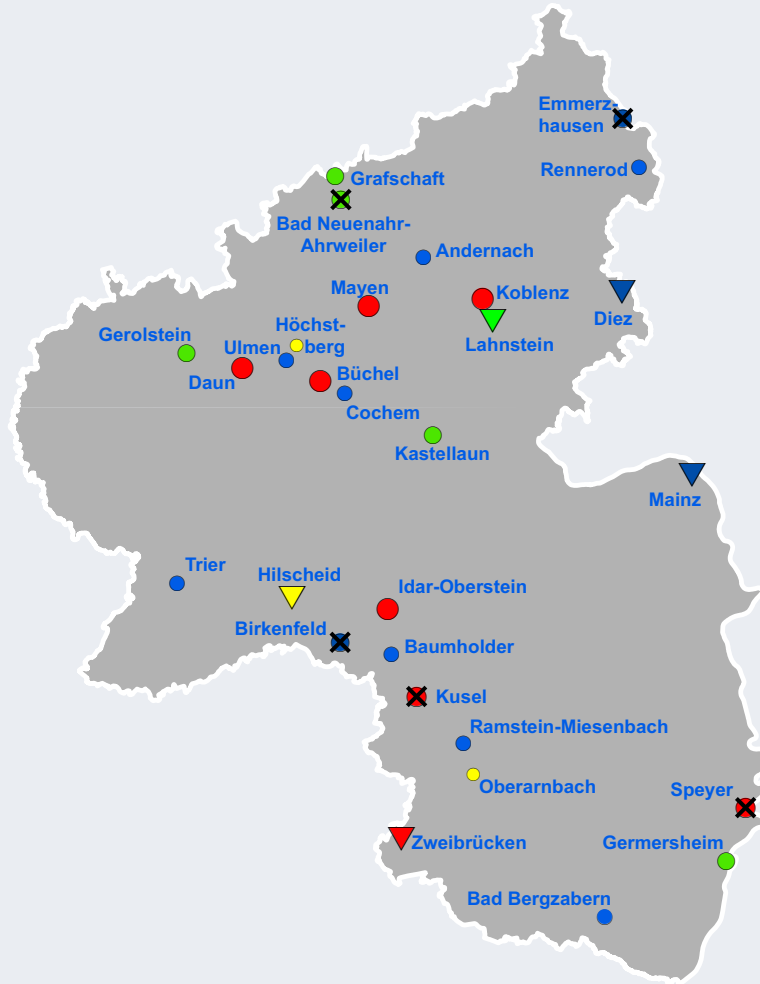 Emmerz-
hausen
Rennerod
Grafschaft
Bad Neuenahr-
Ahrweiler
Andernach
Mayen
Koblenz
Diez
Lahnstein
Gerolstein
Höchst-
berg
Ulmen
Daun
Büchel
Cochem
Kastellaun
Mainz
Trier
Hilscheid
Idar-Oberstein
Birkenfeld
Baumholder
Kusel
Ramstein-Miesenbach
Oberarnbach
Speyer
Zweibrücken
Germersheim
Bad Bergzabern